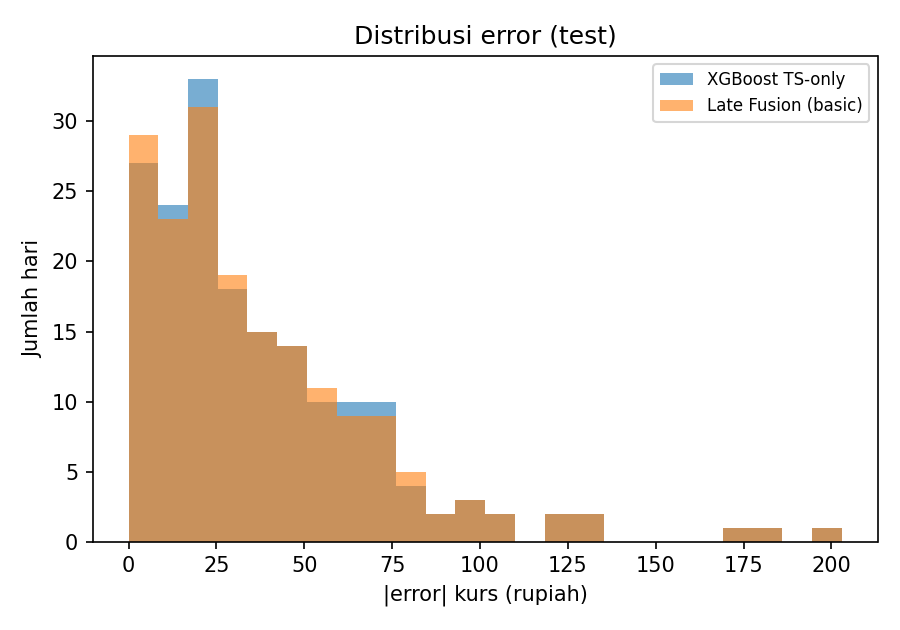 Distribusi error (test)
XGBoost TS-only
Late Fusion (basic)
Jumlah hari
30
25
20
15
10
5
0
0 25 50 75 100 125 150 175 200
|error| kurs (rupiah)